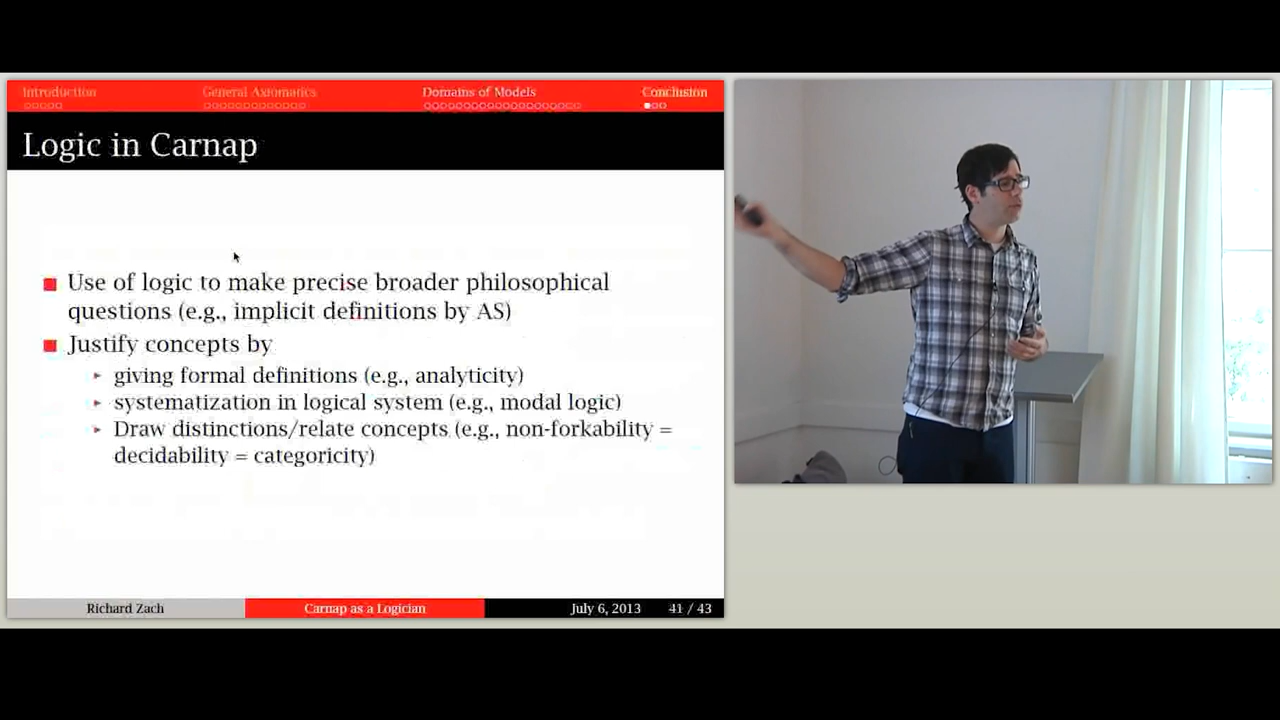 Introduction General Axiomatics Domains of Models Conclusion
Logic in Carnap
Use of logic to make precise broader philosophical
questions (e.g., implicit definitions by AS)
Justify concepts by
giving formal definitions (e.g., analyticity)
systematization in logical system (e.g., modal logic)
Draw distinctions/relate concepts (e.g., non-forkability =
decidability = categoricity)
Richard Zach Carnap as a Logician July 6, 2013 41 / 43